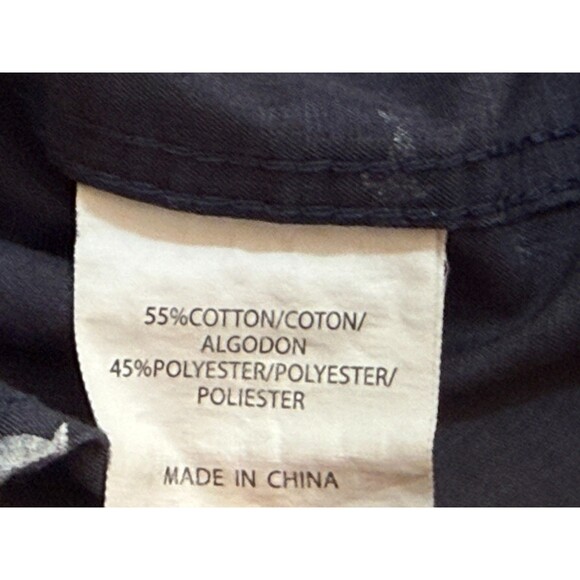 55%COTTON/COTON/
ALGODON
45%POLYESTER/POLYESTER/
POLIESTER
MADE IN CHINA